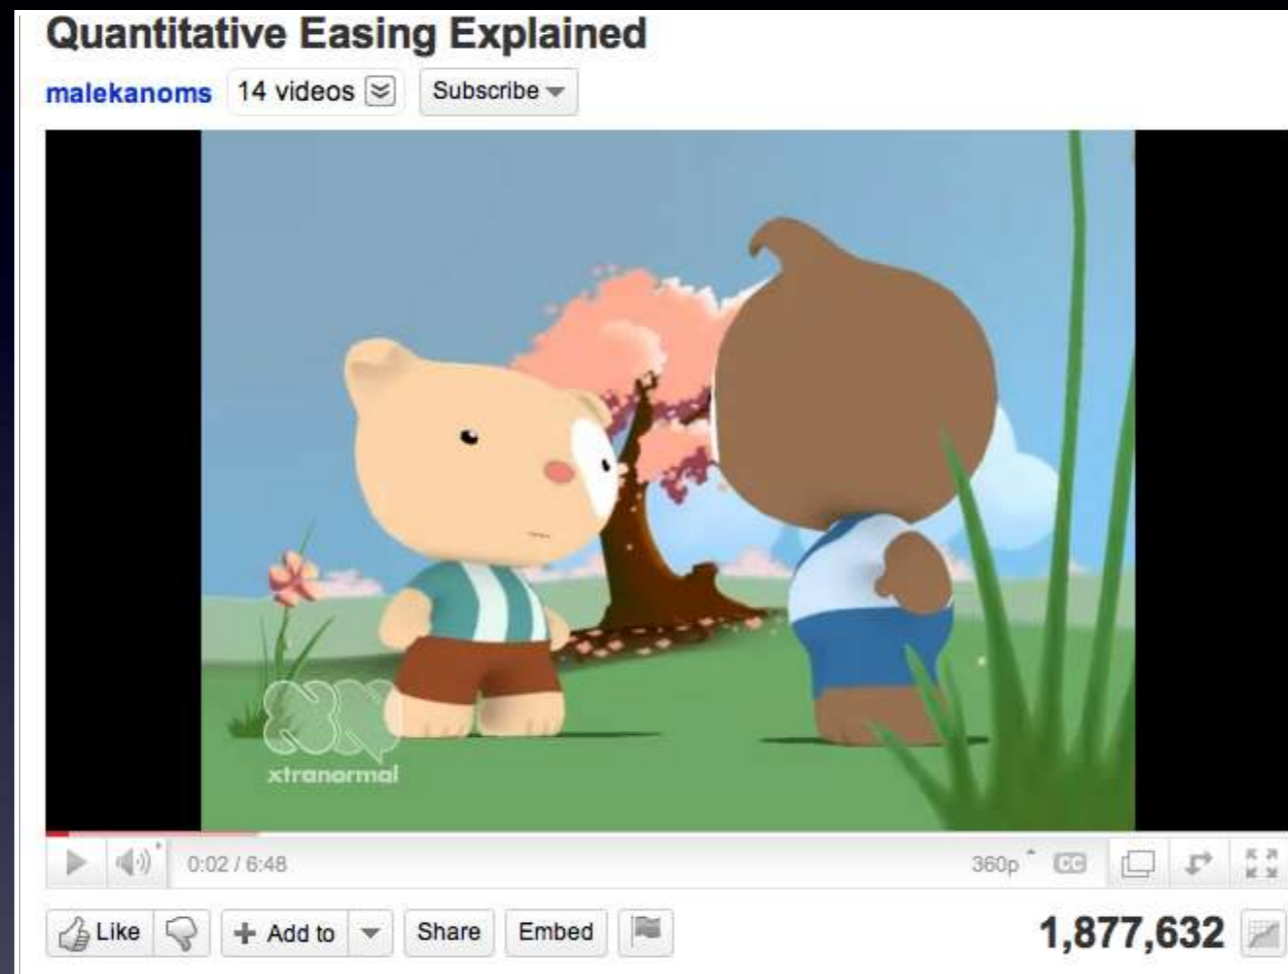 Quantitative Easing Explained
malekanoms 14 videos Subscribe
xtranormal
0:02 / 6:48 360p CC
Like Add to Share Embed 1,877,632